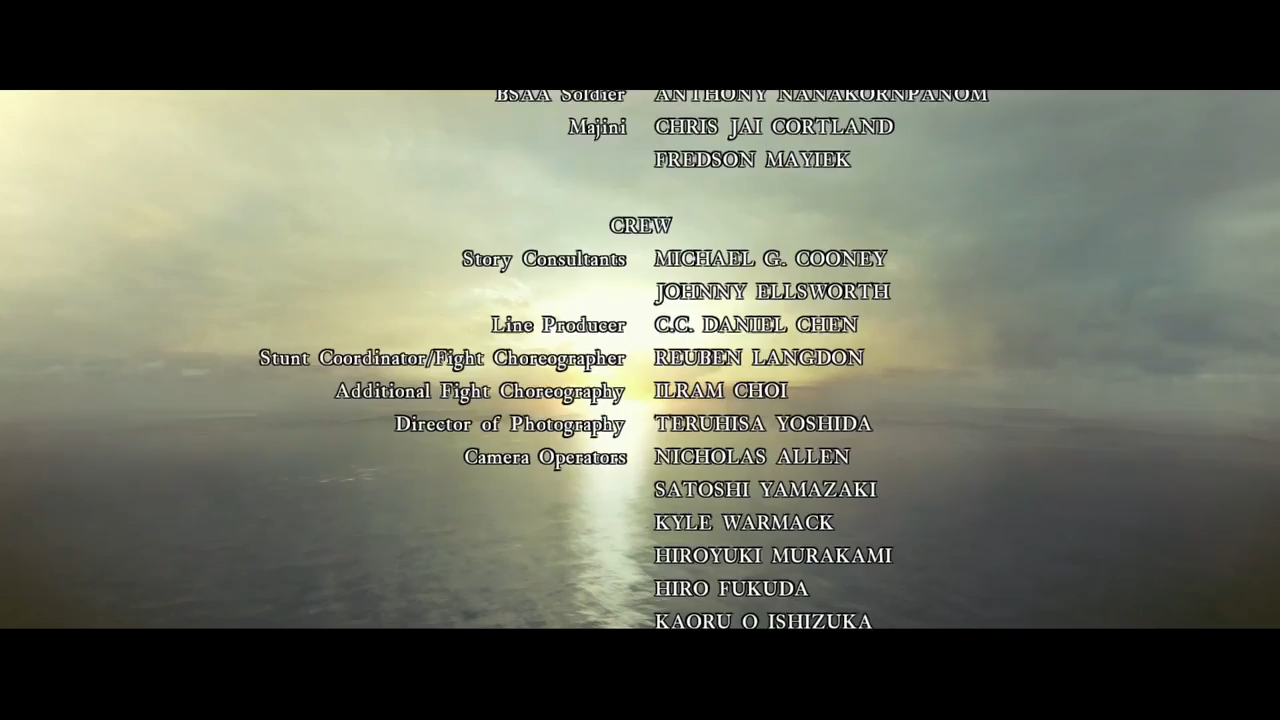 BSAA Soldier ANTHONY NANAKORNPANOM
Majini CHRIS JAI CORTLAND
FREDSON MAYIEK
CREW
Story Consultants MICHAEL G. COONEY
JOHNNY ELLSWORTH
Line Producer C.C. DANIEL CHEN
Stunt Coordinator/Fight Choreographer REUBEN LANGDON
Additional Fight Choreography ILRAM CHOI
Director of Photography TERUHISA YOSHIDA
Camera Operators NICHOLAS ALLEN
SATOSHI YAMAZAKI
KYLE WARMACK
HIROYUKI MURAKAMI
HIRO FUKUDA
KAORU O ISHIZUKA